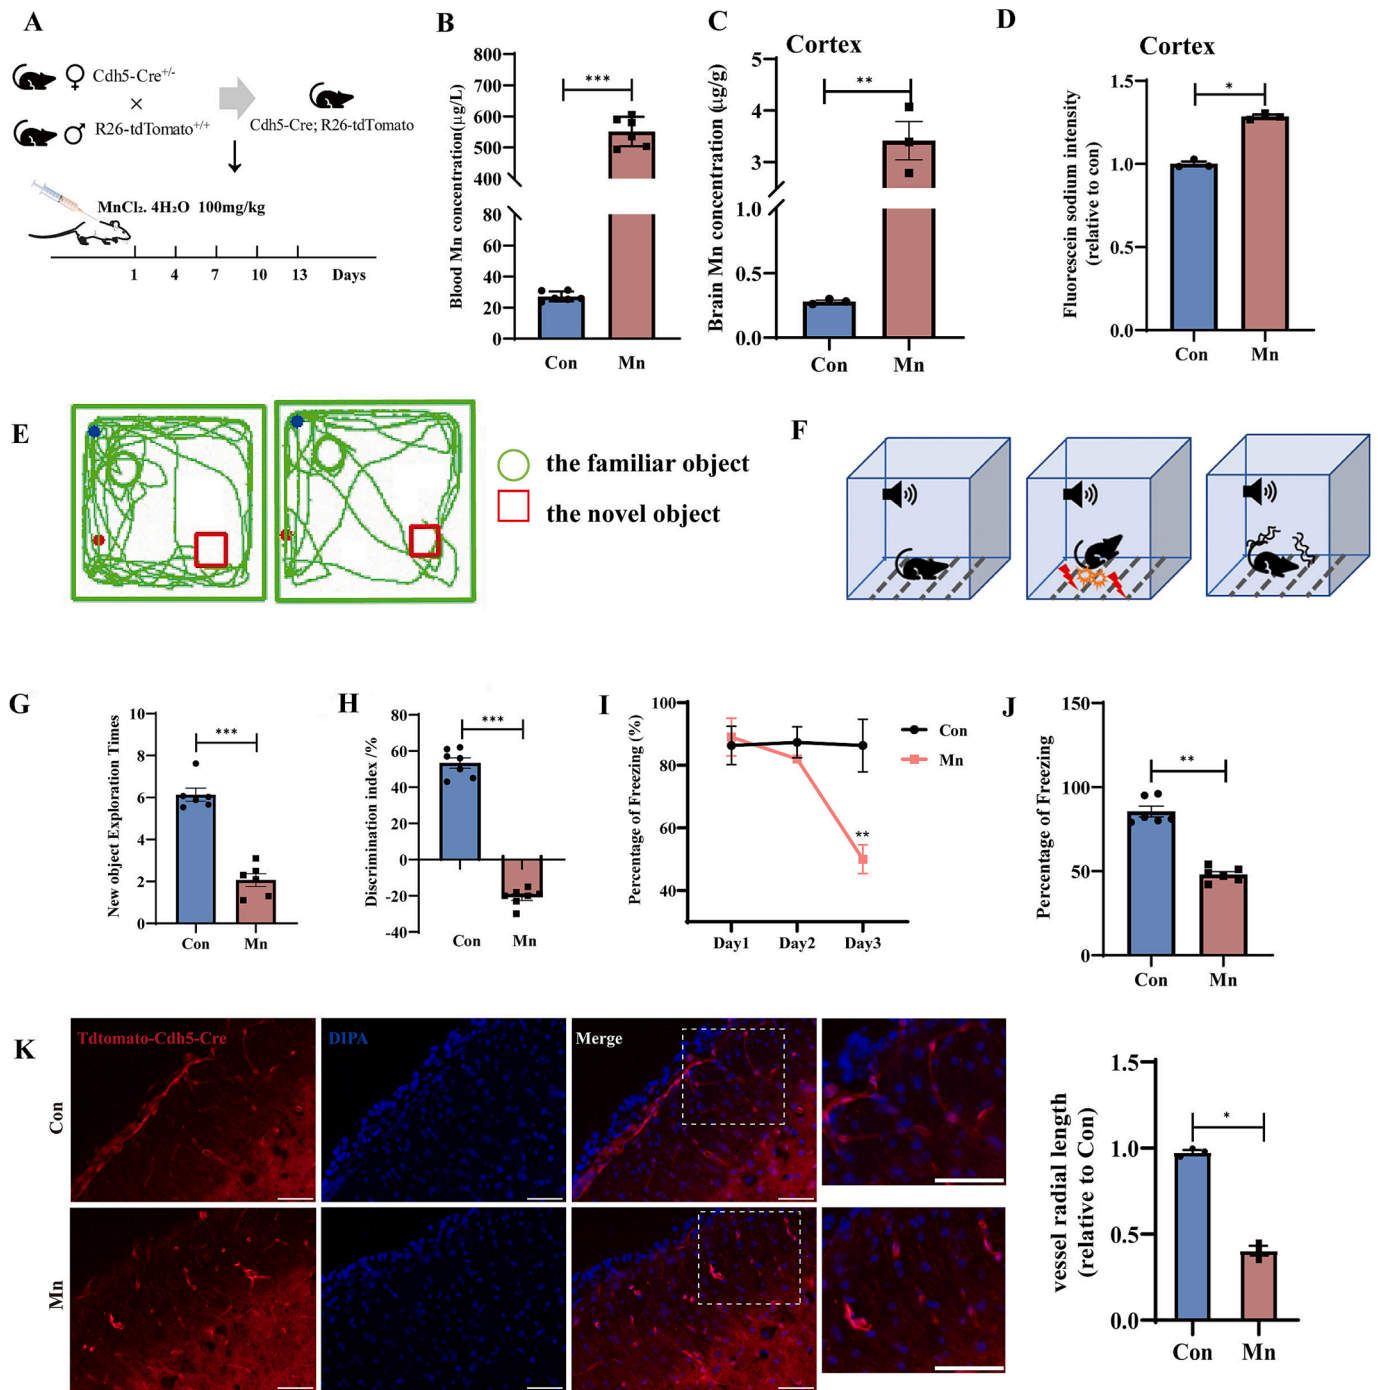 A
Cdh5-Cre+/-
×
R26-tdTomato+/+
Cdh5-Cre; R26-tdTomato
MnCl₂. 4H₂O 100mg/kg
1 4 7 10 13 Days
B
Blood Mn concentration(μg/L)
800
700
600
500
400
80
60
40
20
0
***
Con Mn
C
Cortex
Brain Mn concentration (μg/g)
5
4
3
1.0
0.5
0.0
**
Con Mn
D
Cortex
Fluorescein sodium intensity
(relative to con)
1.5
1.0
0.5
0.0
*
Con Mn
E
the familiar object
the novel object
F
G
New object Exploration Times
10
8
6
4
2
0
***
Con Mn
H
Discrimination index /%
80
60
40
20
0
-20
-40
***
Con Mn
I
Percentage of Freezing (%)
100
80
60
40
**
Day1 Day2 Day3
Con
Mn
J
Percentage of Freezing
150
100
50
0
**
Con Mn
K
Tdtomato-Cdh5-Cre
DIPA
Merge
Con
Mn
vessel radial length
(relative to Con)
1.5
1.0
0.5
0.0
*
Con Mn